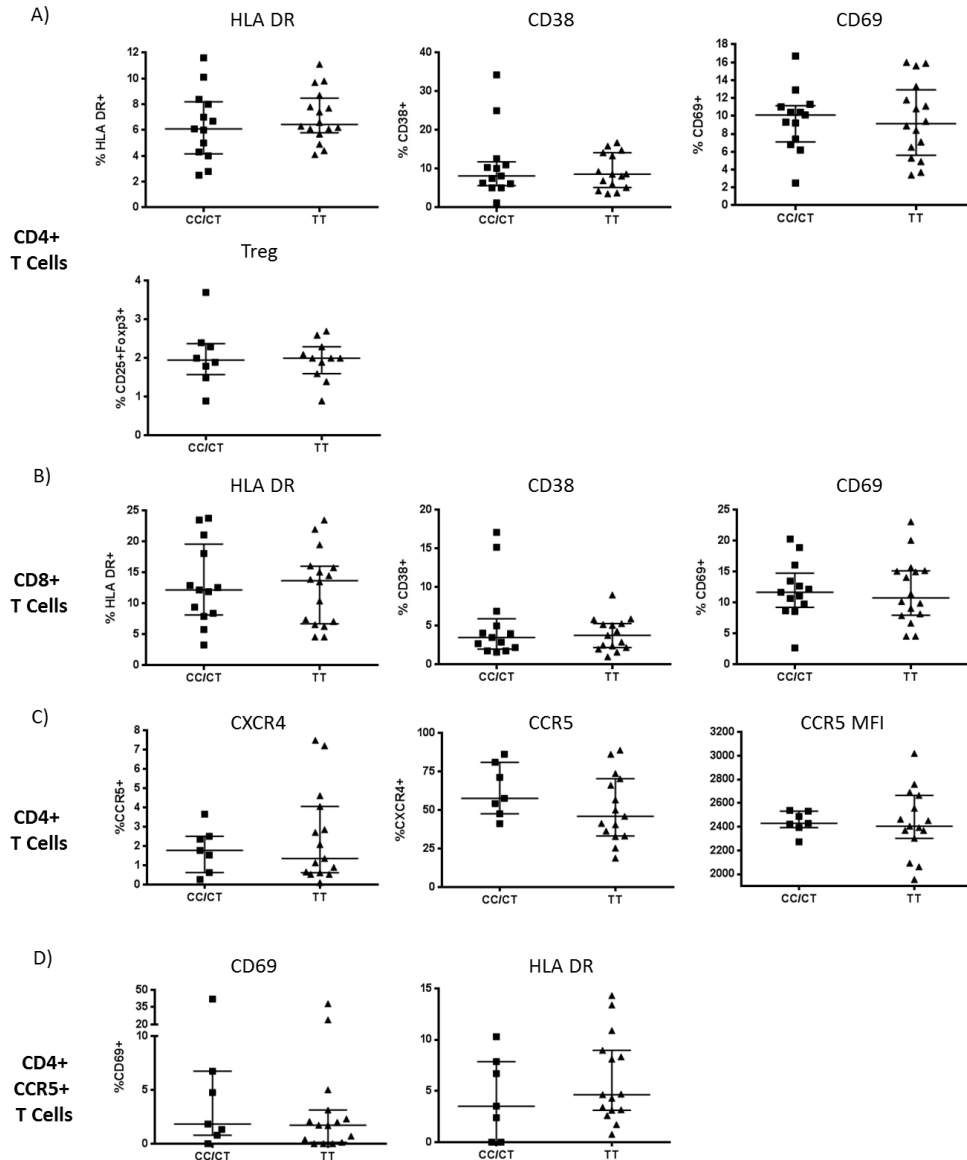 A)
HLA DR
CD38
CD69
% HLA DR+
12
10
8
6
4
2
0
CC/CT
TT
% CD38+
40
30
20
10
0
CC/CT
TT
% CD69+
18
16
14
12
10
8
6
4
2
0
CC/CT
TT
CD4+
T Cells
Treg
% CD25+Foxp3+
4
3
2
1
0
CC/CT
TT
B)
HLA DR
CD38
CD69
CD8+
T Cells
% HLA DR+
25
20
15
10
5
0
CC/CT
TT
% CD38+
20
15
10
5
0
CC/CT
TT
% CD69+
25
20
15
10
5
0
CC/CT
TT
C)
CXCR4
CCR5
CCR5 MFI
CD4+
T Cells
%CCR5+
8
7
6
5
4
3
2
1
0
CC/CT
TT
%CXCR4+
100
75
50
25
0
CC/CT
TT
3200
3000
2800
2600
2400
2200
2000
CC/CT
TT
D)
CD69
HLA DR
CD4+
CCR5+
T Cells
%CD69+
50
35
20
10
5
0
CC/CT
TT
15
10
5
0
CC/CT
TT